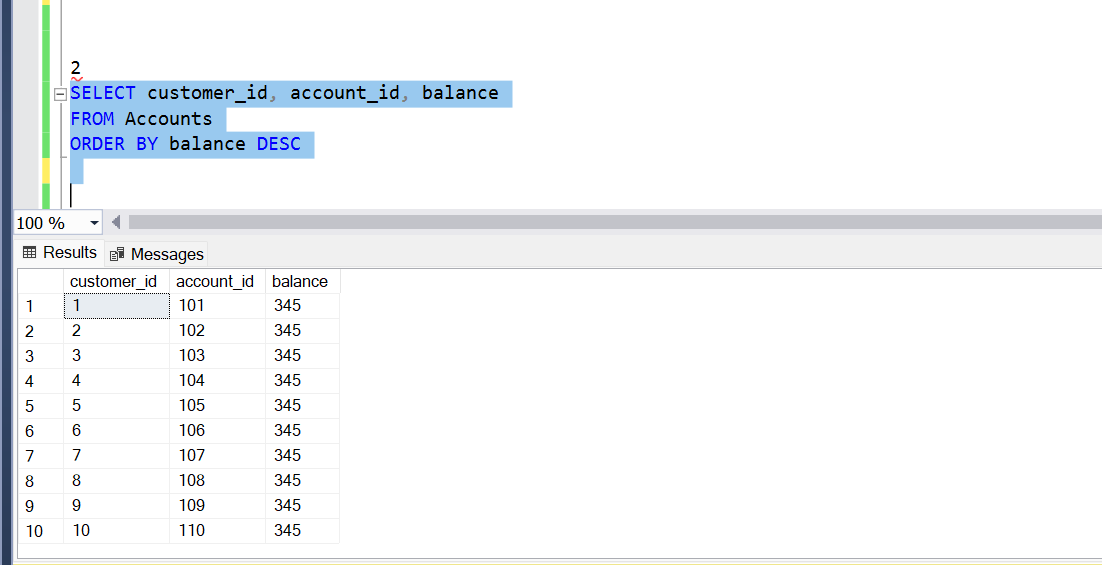 2
SELECT customer_id, account_id, balance
FROM Accounts
ORDER BY balance DESC
100 %
Results Messages
customer_id account_id balance
1 1 101 345
2 2 102 345
3 3 103 345
4 4 104 345
5 5 105 345
6 6 106 345
7 7 107 345
8 8 108 345
9 9 109 345
10 10 110 345